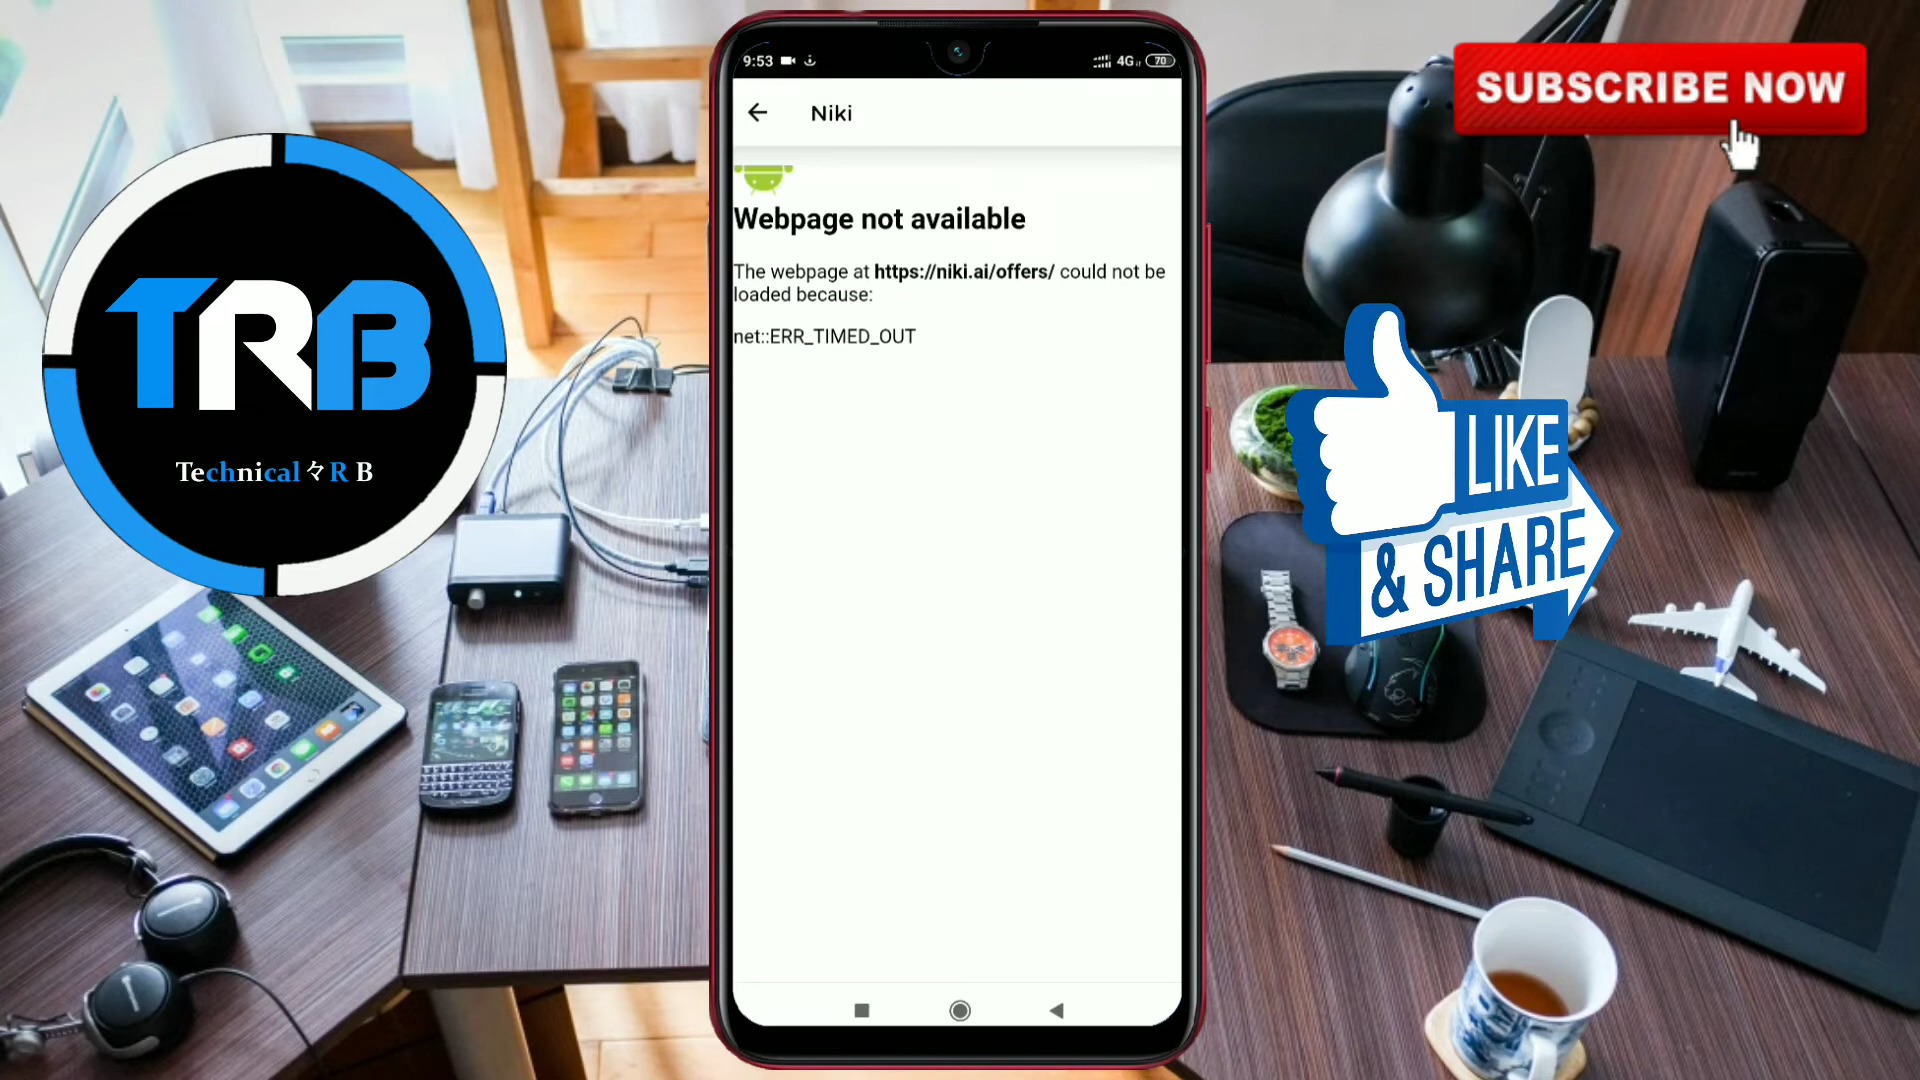 TRB
Technical々R B
9:53
4G
70
Niki
Webpage not available
The webpage at https://niki.ai/offers/ could not be
loaded because:
net::ERR_TIMED_OUT
SUBSCRIBE NOW
LIKE
& SHARE